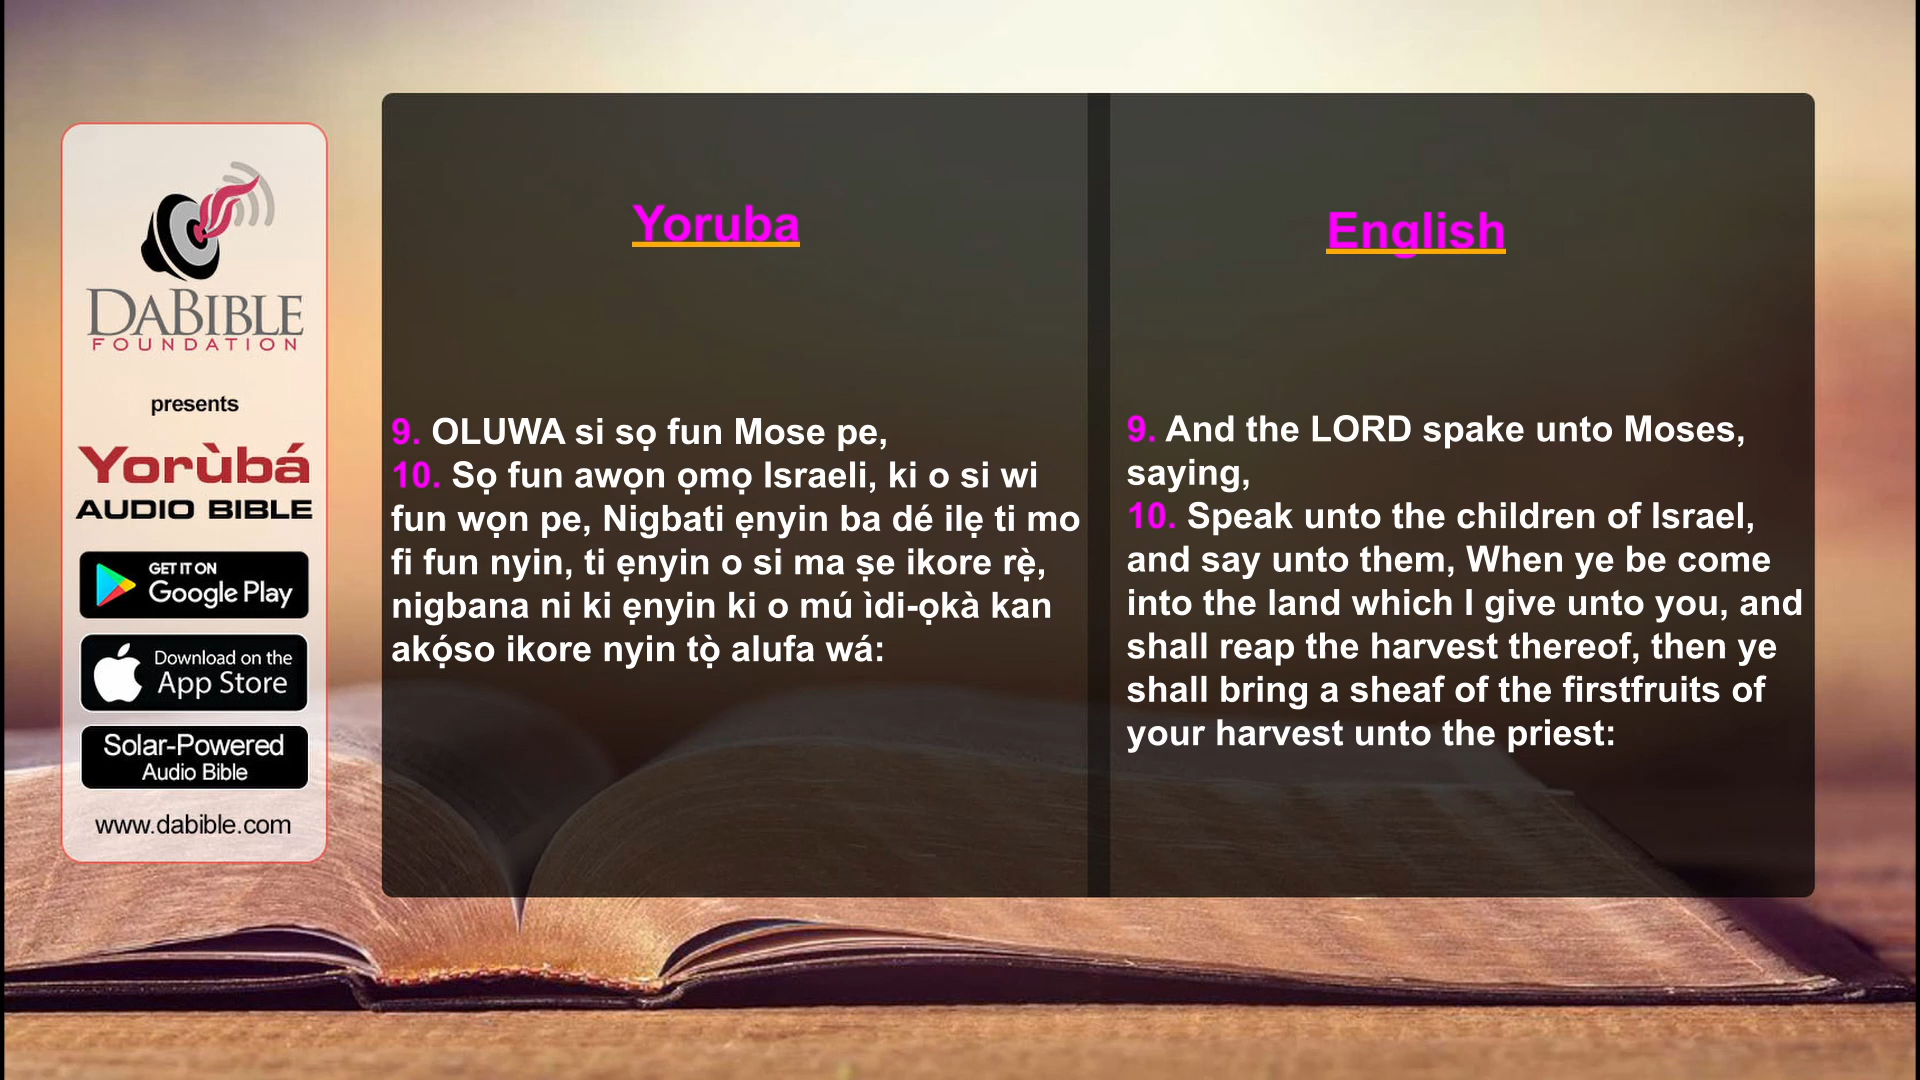 DABIBLE
FOUNDATION
presents
Yorùbá
AUDIO BIBLE
GET IT ON
Google Play
Download on the
App Store
Solar-Powered
Audio Bible
www.dabible.com
Yoruba
9. OLUWA si sọ fun Mose pe,
10. Sọ fun awọn ọmọ Israeli, ki o si wi
fun wọn pe, Nigbati ẹnyin ba dé ilẹ ti mo
fi fun nyin, ti ẹnyin o si ma ṣe ikore rẹ̀,
nigbana ni ki ẹnyin ki o mú ìdi-ọkà kan
akọ́so ikore nyin tọ̀ alufa wá:
English
9. And the LORD spake unto Moses,
saying,
10. Speak unto the children of Israel,
and say unto them, When ye be come
into the land which I give unto you, and
shall reap the harvest thereof, then ye
shall bring a sheaf of the firstfruits of
your harvest unto the priest: